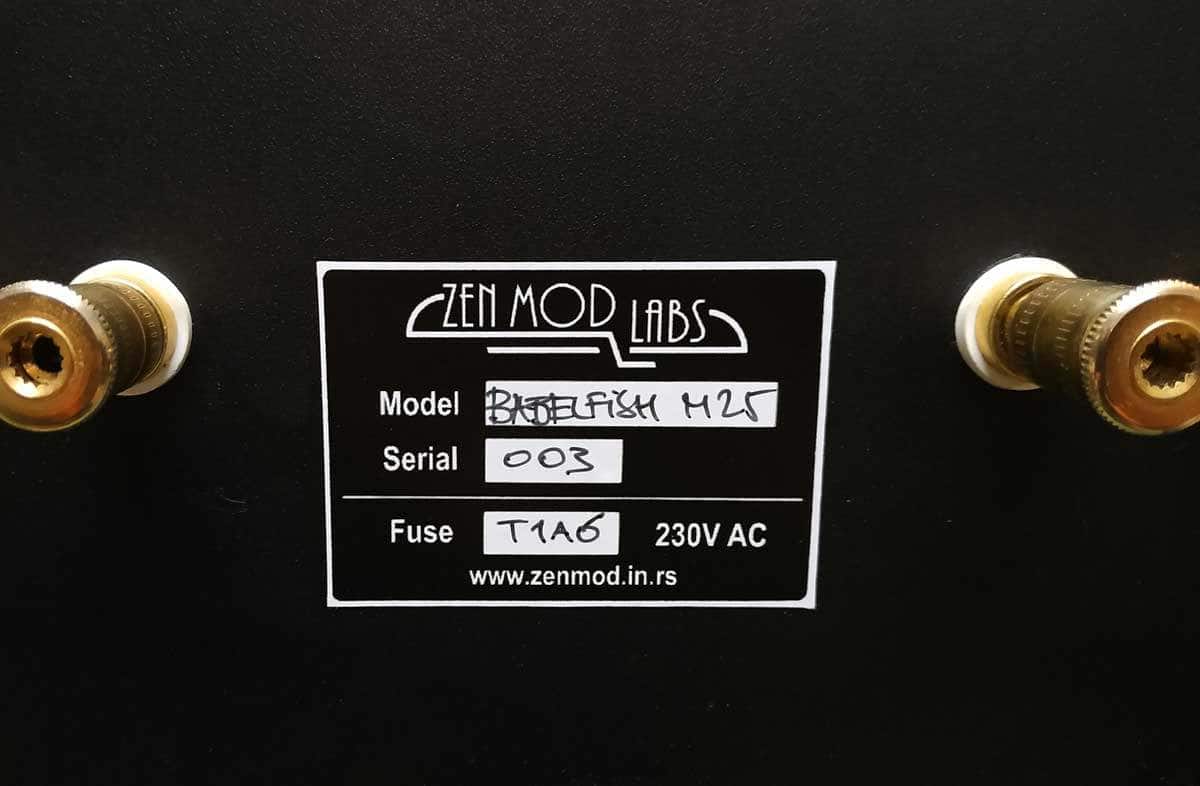 ZEN MOD LABS
Model BABELFISH M25
Serial 003
Fuse T1A6 230V AC
www.zenmod.in.rs